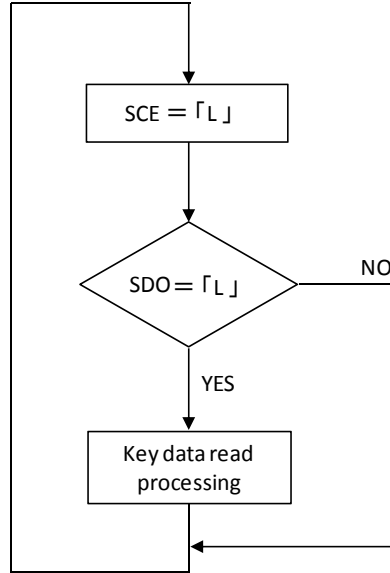 SCE = ｢L｣
SDO = ｢L｣
NO
YES
Key data read
processing